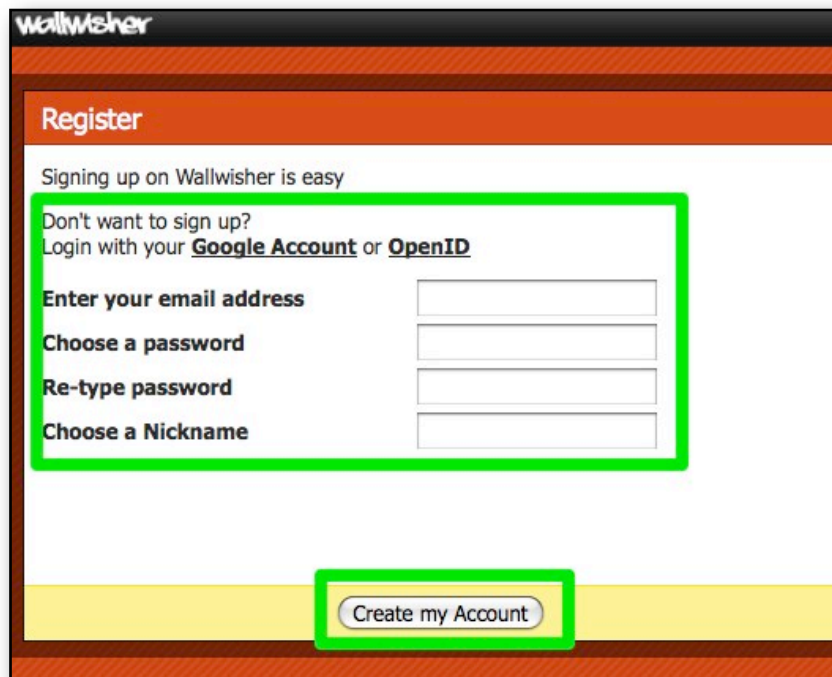 wallwisher
Register
Signing up on Wallwisher is easy
Don't want to sign up?
Login with your Google Account or OpenID
Enter your email address
Choose a password
Re-type password
Choose a Nickname
Create my Account